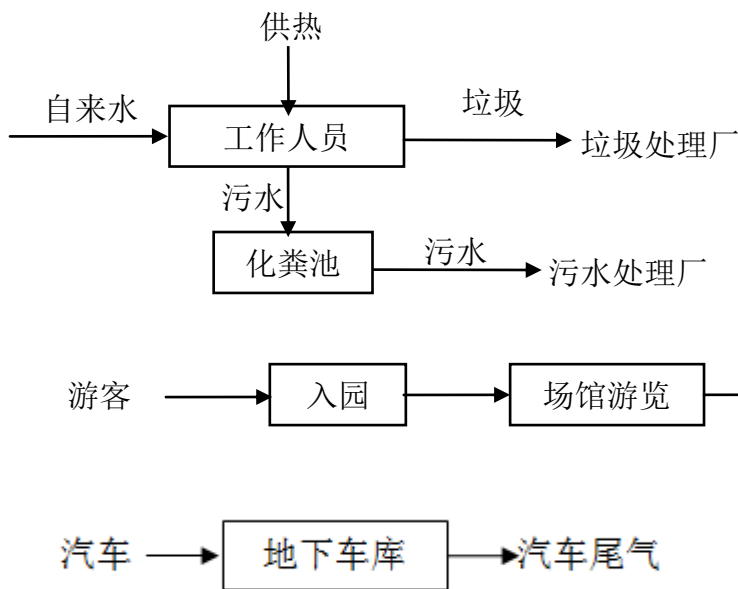 供热
自来水
工作人员
垃圾
垃圾处理厂
污水
化粪池
污水
污水处理厂
游客
入园
场馆游览
汽车
地下车库
汽车尾气